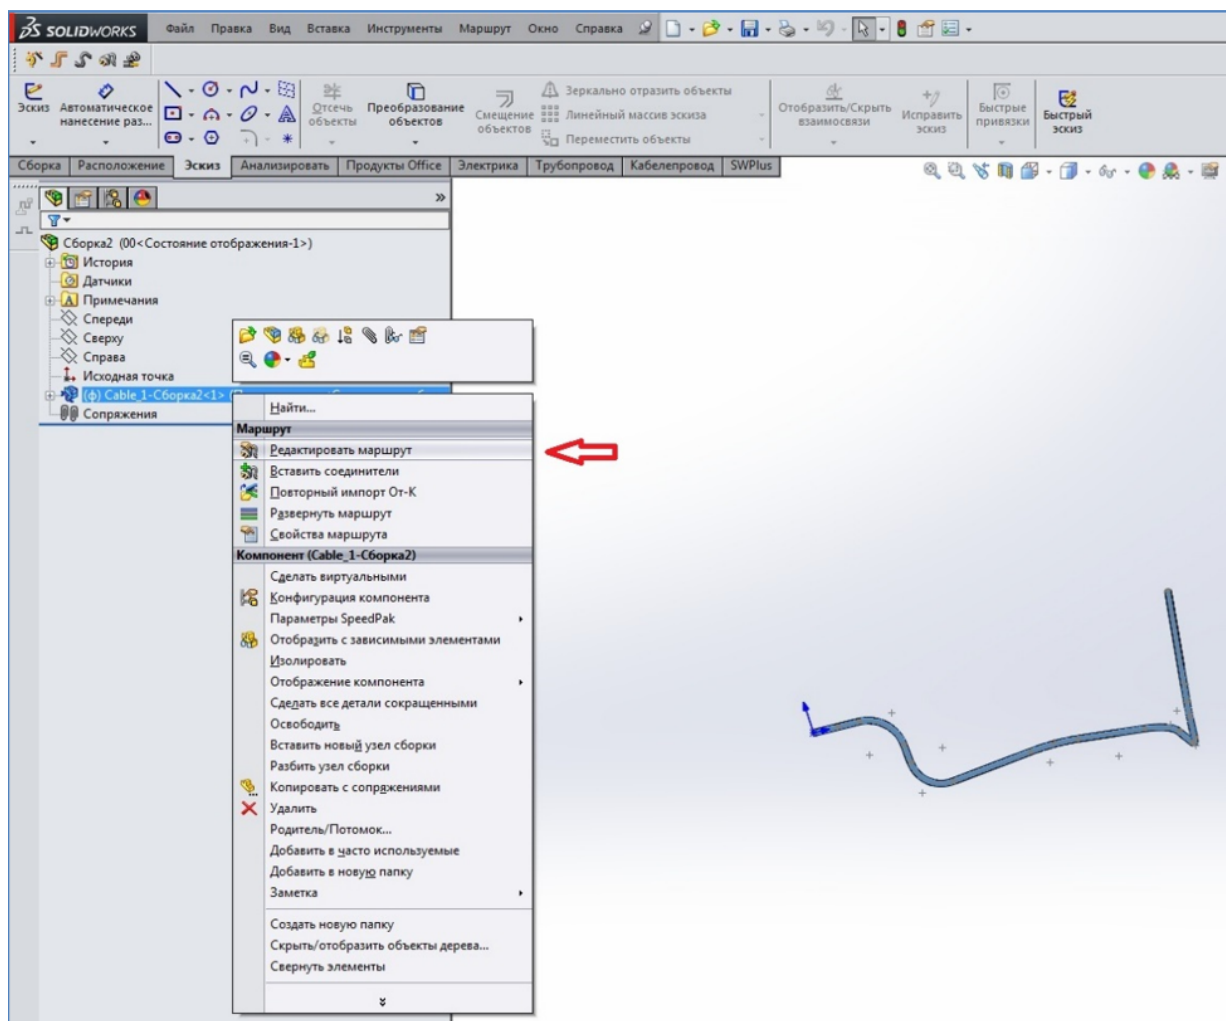 SOLIDWORKS Файл Правка Вид Вставка Инструменты Маршрут Окно Справка
Эскиз Автоматическое нанесение раз... Отсечь объекты Преобразование объектов Смещение объектов Зеркально отразить объекты
Линейный массив эскиза
Переместить объекты
Отобразить/Скрыть взаимосвязи Исправить эскиз Быстрые привязки Быстрый эскиз
Сборка Расположение Эскиз Анализировать Продукты Office Электрика Трубопровод Кабелепровод SWPlus
Сборка2 (00<Состояние отображения-1>)
История
Датчики
Примечания
Спереди
Сверху
Справа
Исходная точка
(ф) Cable_1-Сборка2<1>
Сопряжения
Найти...
Маршрут
Редактировать маршрут
Вставить соединители
Повторный импорт От-К
Развернуть маршрут
Свойства маршрута
Компонент (Cable_1-Сборка2)
Сделать виртуальными
Конфигурация компонента
Параметры SpeedPak
Отобразить с зависимыми элементами
Изолировать
Отображение компонента
Сделать все детали сокращенными
Освободить
Вставить новый узел сборки
Разбить узел сборки
Копировать с сопряжениями
Удалить
Родитель/Потомок...
Добавить в часто используемые
Добавить в новую папку
Заметка
Создать новую папку
Скрыть/отобразить объекты дерева...
Свернуть элементы